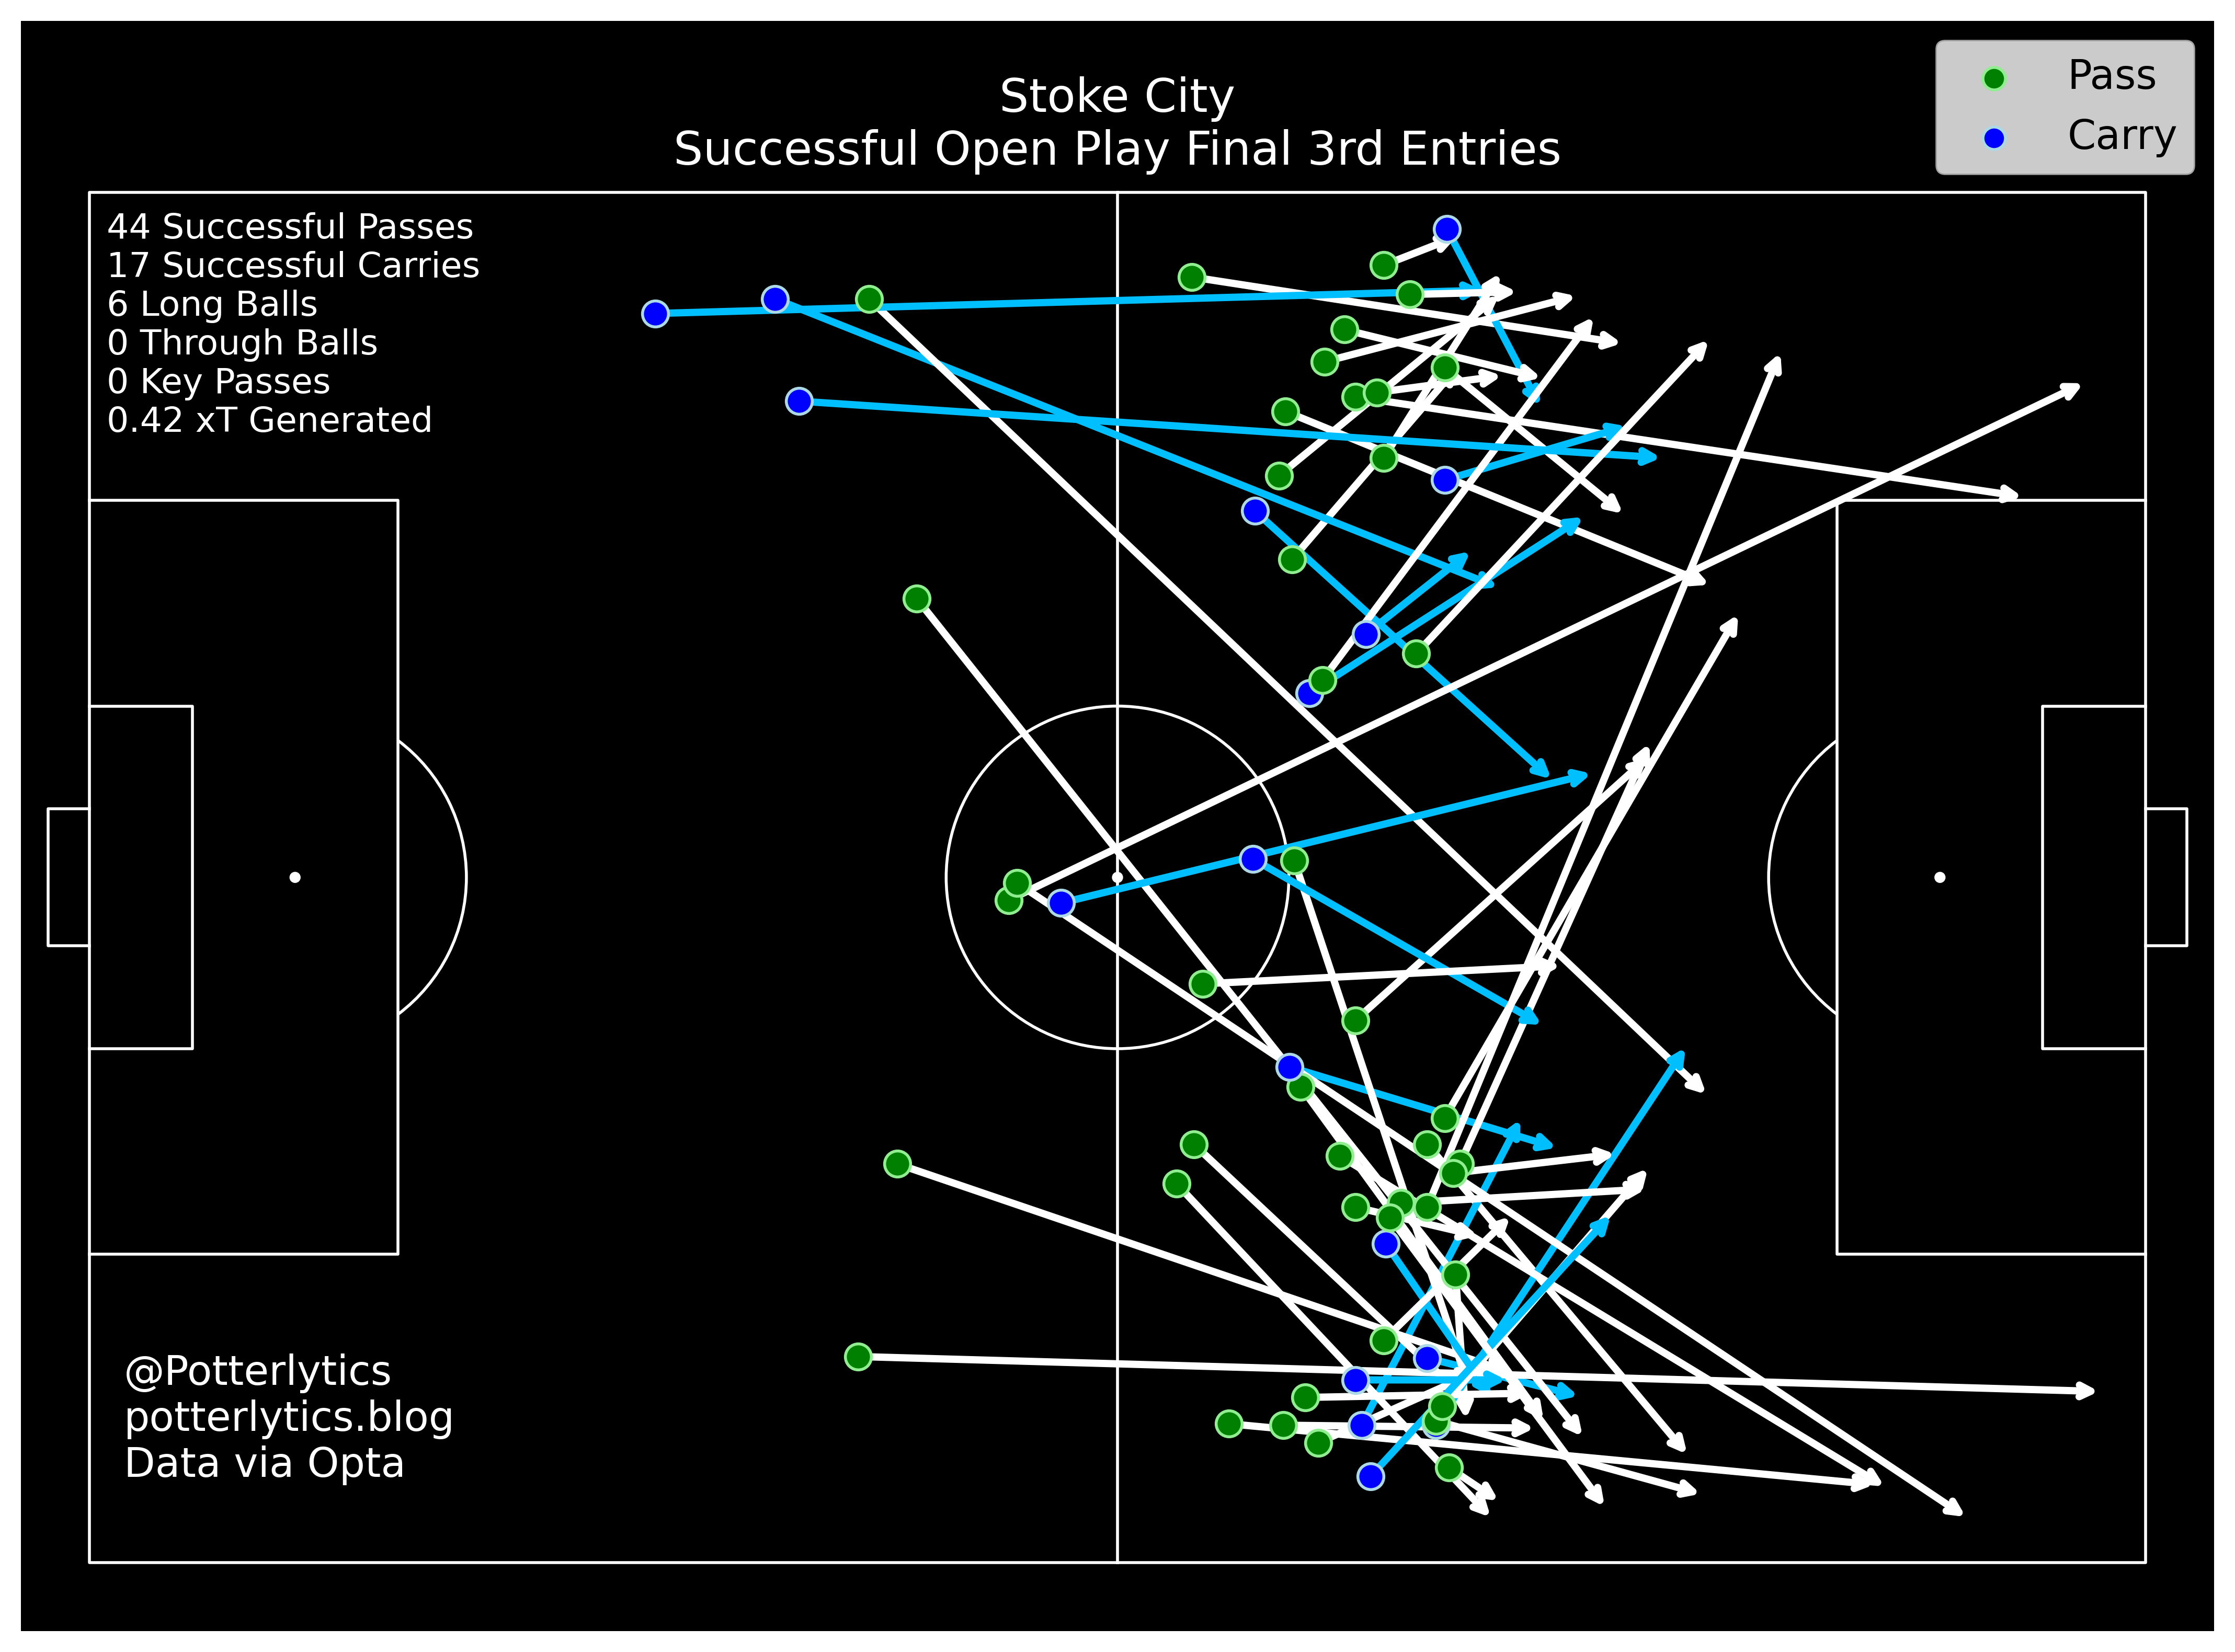 Stoke City
Successful Open Play Final 3rd Entries
Pass
Carry
44 Successful Passes
17 Successful Carries
6 Long Balls
0 Through Balls
0 Key Passes
0.42 xT Generated
@Potterlytics
potterlytics.blog
Data via Opta